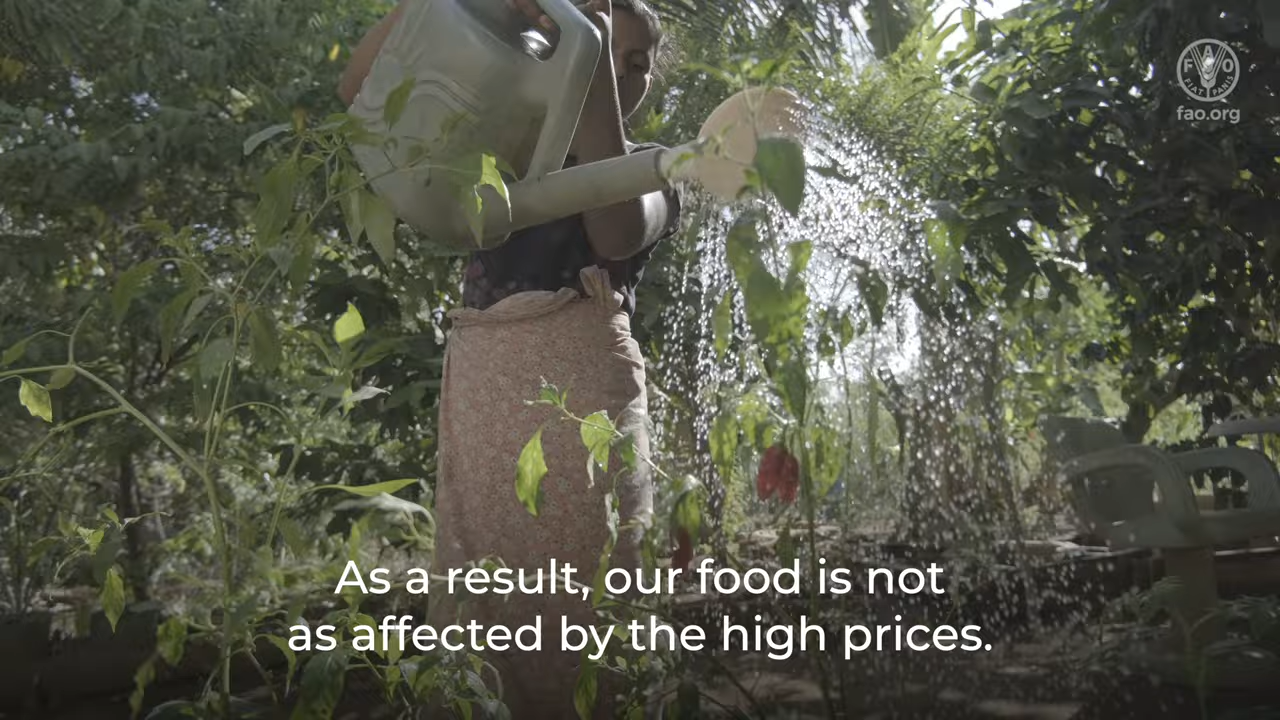 F A O
FIAT PANIS
fao.org
As a result, our food is not
as affected by the high prices.